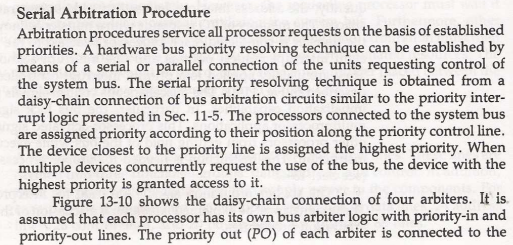 Serial Arbitration Procedure
Arbitration procedures service all processor requests on the basis of established
priorities. A hardware bus priority resolving technique can be established by
means of a serial or parallel connection of the units requesting control of
the system bus. The serial priority resolving technique is obtained from a
daisy-chain connection of bus arbitration circuits similar to the priority inter-
rupt logic presented in Sec. 11-5. The processors connected to the system bus
are assigned priority according to their position along the priority control line.
The device closest to the priority line is assigned the highest priority. When
multiple devices concurrently request the use of the bus, the device with the
highest priority is granted access to it.
Figure 13-10 shows the daisy-chain connection of four arbiters. It is
assumed that each processor has its own bus arbiter logic with priority-in and
priority-out lines. The priority out (PO) of each arbiter is connected to the